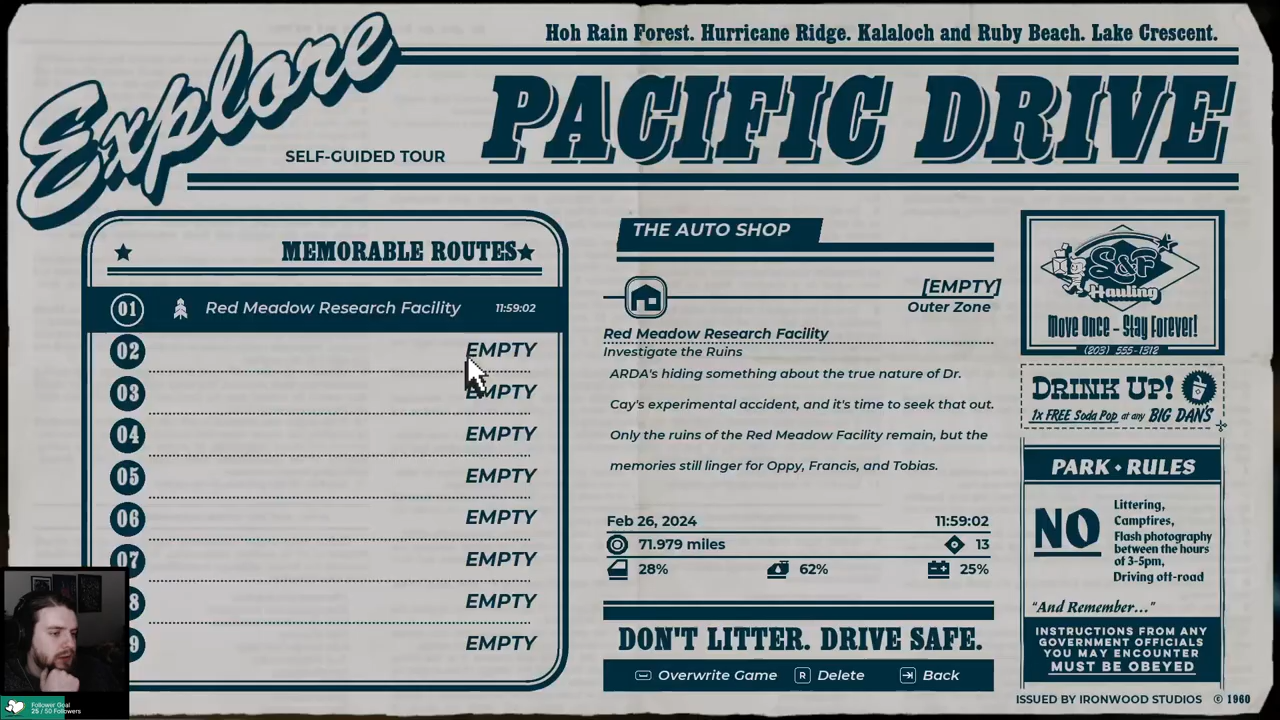 Explore
SELF-GUIDED TOUR
Hoh Rain Forest. Hurricane Ridge. Kalaloch and Ruby Beach. Lake Crescent.
PACIFIC DRIVE
MEMORABLE ROUTES
01 Red Meadow Research Facility 11:59:02
02 EMPTY
03 EMPTY
04 EMPTY
05 EMPTY
06 EMPTY
07 EMPTY
8 EMPTY
9 EMPTY
THE AUTO SHOP
[EMPTY]
Outer Zone
Red Meadow Research Facility
Investigate the Ruins
ARDA's hiding something about the true nature of Dr.
Cay's experimental accident, and it's time to seek that out.
Only the ruins of the Red Meadow Facility remain, but the
memories still linger for Oppy, Francis, and Tobias.
Feb 26, 2024 11:59:02
71.979 miles 13
28% 62% 25%
DON'T LITTER. DRIVE SAFE.
Overwrite Game R Delete Back
S&F
Hauling
Move Once - Stay Forever!
(203) 555-1312
DRINK UP!
1x FREE Soda Pop at any BIG DAN'S
PARK • RULES
NO
Littering,
Campfires,
Flash photography
between the hours
of 3-5pm,
Driving off-road
"And Remember..."
INSTRUCTIONS FROM ANY
GOVERNMENT OFFICIALS
YOU MAY ENCOUNTER
MUST BE OBEYED
ISSUED BY IRONWOOD STUDIOS © 1960
Follower Goal
25 / 50 Followers